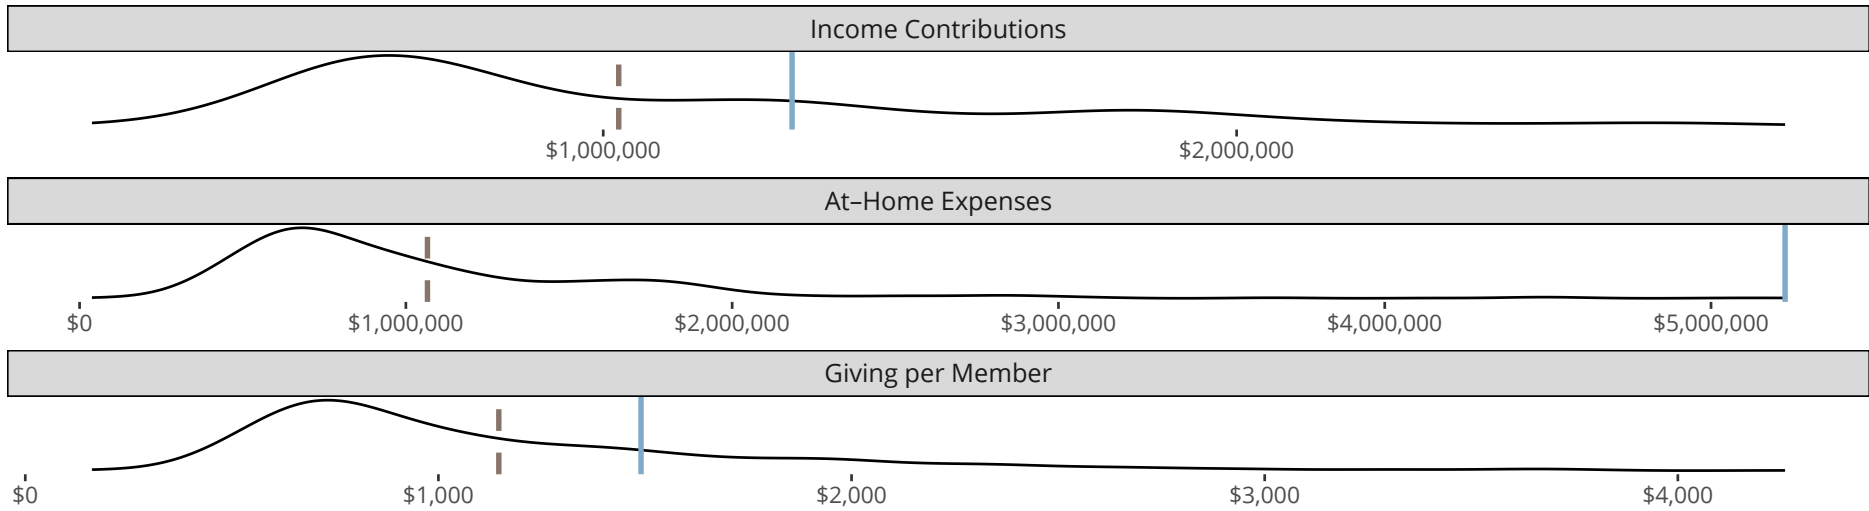 Income Contributions
$1,000,000 $2,000,000
At–Home Expenses
$0 $1,000,000 $2,000,000 $3,000,000 $4,000,000 $5,000,000
Giving per Member
$0 $1,000 $2,000 $3,000 $4,000